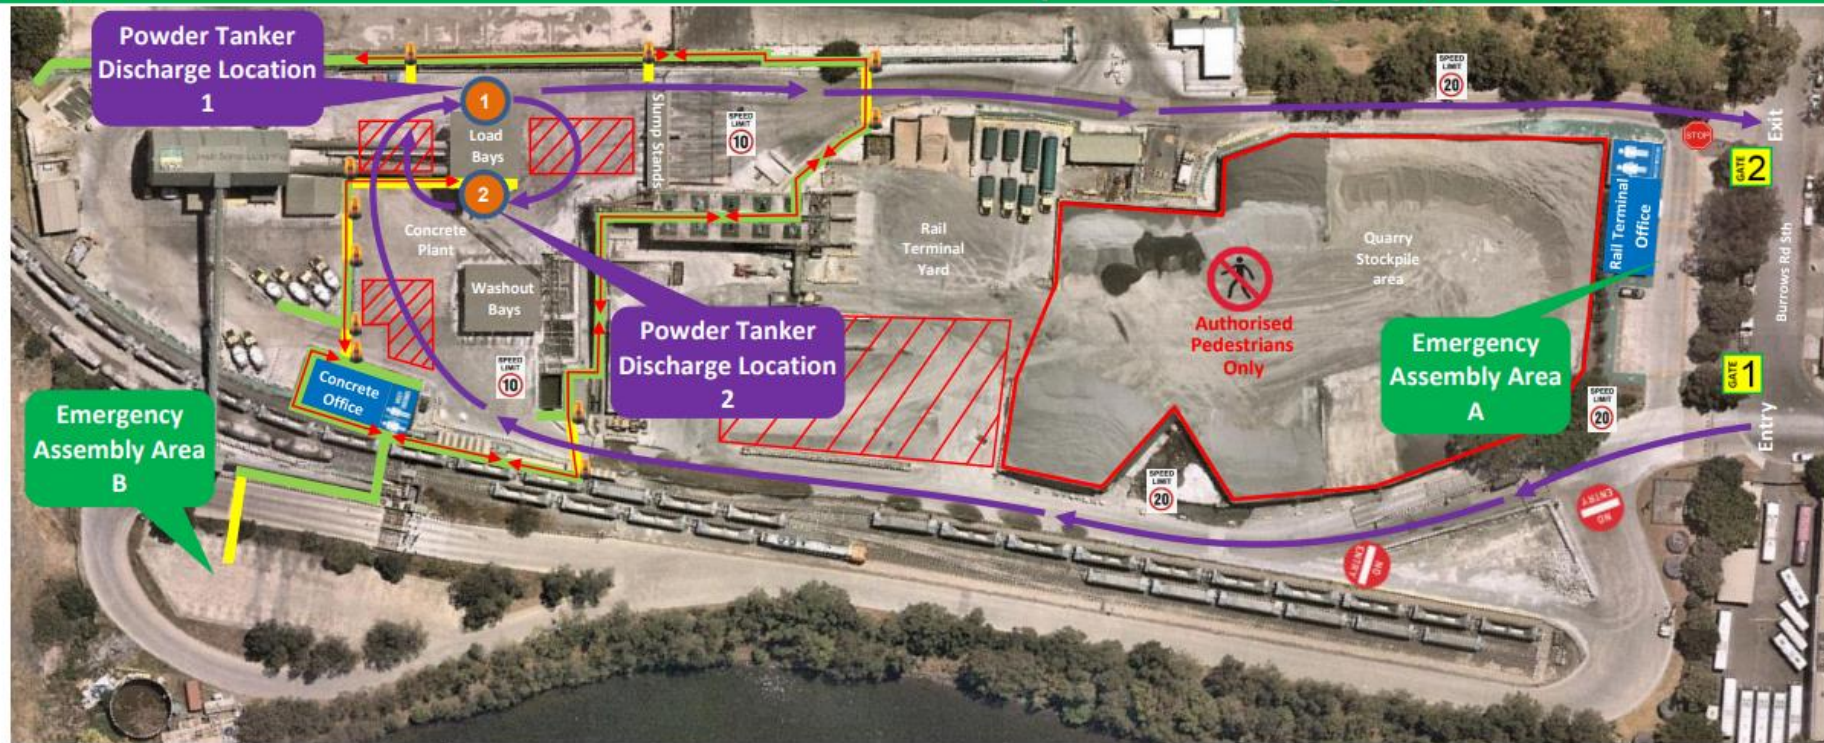 Powder Tanker
Discharge Location
1
1
Load
Bays
2
Slump Stands
SPEED
LIMIT
10
SPEED
LIMIT
20
Exit
STOP
GATE 2
Rail Terminal
Office
Burrows Rd Sth
Concrete
Plant
Washout
Bays
Rail
Terminal
Yard
Quarry
Stockpile
area
Authorised
Pedestrians
Only
Powder Tanker
Discharge Location
2
Emergency
Assembly Area
A
GATE 1
Entry
SPEED
LIMIT
10
SPEED
LIMIT
20
SPEED
LIMIT
20
Concrete
Office
Emergency
Assembly Area
B
NO
ENTRY
NO
ENTRY